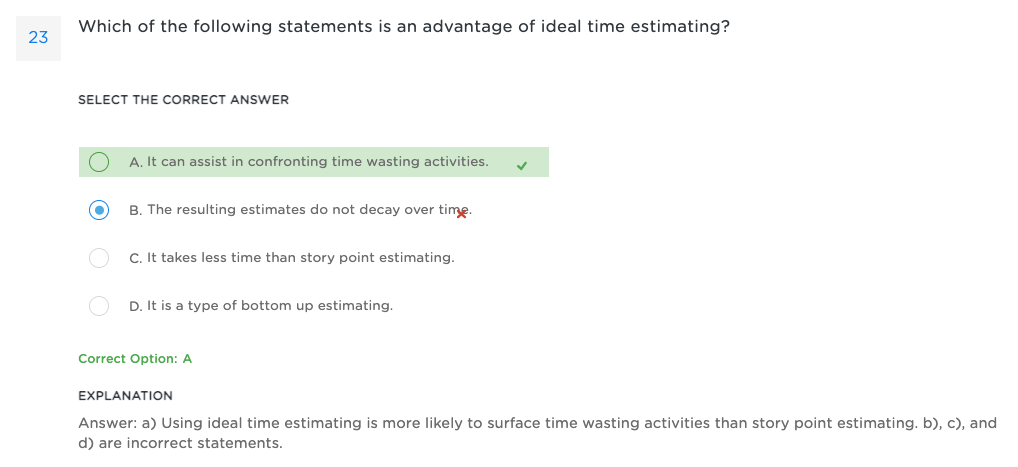 23
Which of the following statements is an advantage of ideal time estimating?
SELECT THE CORRECT ANSWER
A. It can assist in confronting time wasting activities.
B. The resulting estimates do not decay over time.
C. It takes less time than story point estimating.
D. It is a type of bottom up estimating.
Correct Option: A
EXPLANATION
Answer: a) Using ideal time estimating is more likely to surface time wasting activities than story point estimating. b), c), and
d) are incorrect statements.